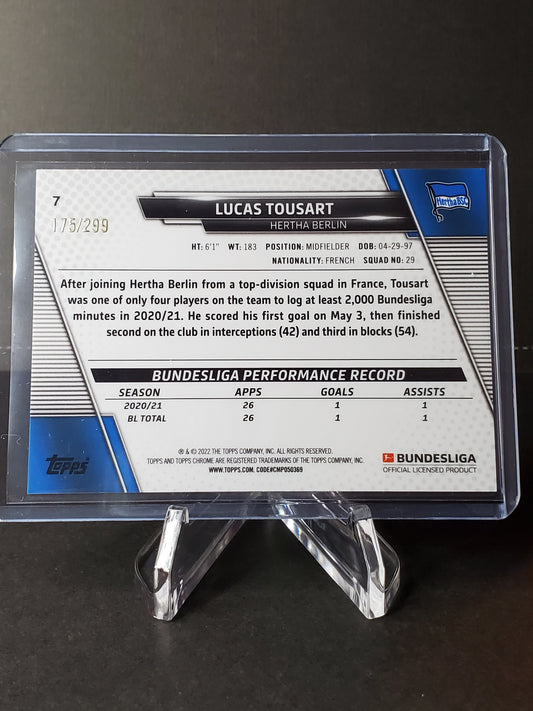 7
175/299
LUCAS TOUSART
HERTHA BERLIN
Hertha BSC
HT: 6'1" WT: 183 POSITION: MIDFIELDER DOB: 04-29-97
NATIONALITY: FRENCH SQUAD NO: 29
After joining Hertha Berlin from a top-division squad in France, Tousart
was one of only four players on the team to log at least 2,000 Bundesliga
minutes in 2020/21. He scored his first goal on May 3, then finished
second on the club in interceptions (42) and third in blocks (54).
BUNDESLIGA PERFORMANCE RECORD
SEASON APPS GOALS ASSISTS
2020/21 26 1 1
BL TOTAL 26 1 1
Topps
® & © 2022 THE TOPPS COMPANY, INC. ALL RIGHTS RESERVED.
TOPPS AND TOPPS CHROME ARE REGISTERED TRADEMARKS OF THE TOPPS COMPANY, INC.
WWW.TOPPS.COM. CODE#CMP050369
BUNDESLIGA
OFFICIAL LICENSED PRODUCT